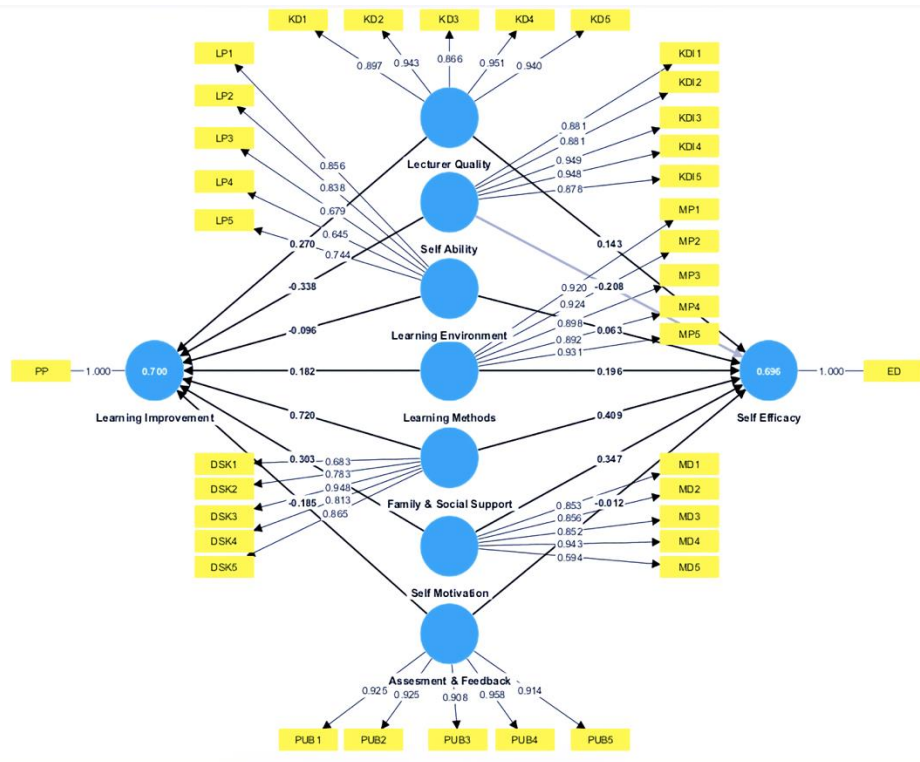 KD1 KD2 KD3 KD4 KD5
0.897 0.943 0.866 0.951 0.940
LP1
LP2
LP3
LP4
LP5
0.856
0.838
0.679
0.645
0.744
KDI1
KDI2
KDI3
KDI4
KDI5
0.881
0.881
0.949
0.948
0.878
Lecturer Quality
Self Ability
Learning Environment
Learning Methods
Family & Social Support
Self Motivation
Assesment & Feedback
MP1
MP2
MP3
MP4
MP5
0.920
0.924
0.898
0.892
0.931
0.270
-0.338
-0.096
0.182
0.720
0.303
-0.185
0.143
-0.208
0.063
0.196
0.409
0.347
-0.012
PP
1.000
0.700
Learning Improvement
0.696
Self Efficacy
1.000
ED
DSK1
DSK2
DSK3
DSK4
DSK5
0.683
0.783
0.948
0.813
0.865
MD1
MD2
MD3
MD4
MD5
0.853
0.856
0.852
0.943
0.594
0.925 0.925 0.908 0.958 0.914
PUB1 PUB2 PUB3 PUB4 PUB5